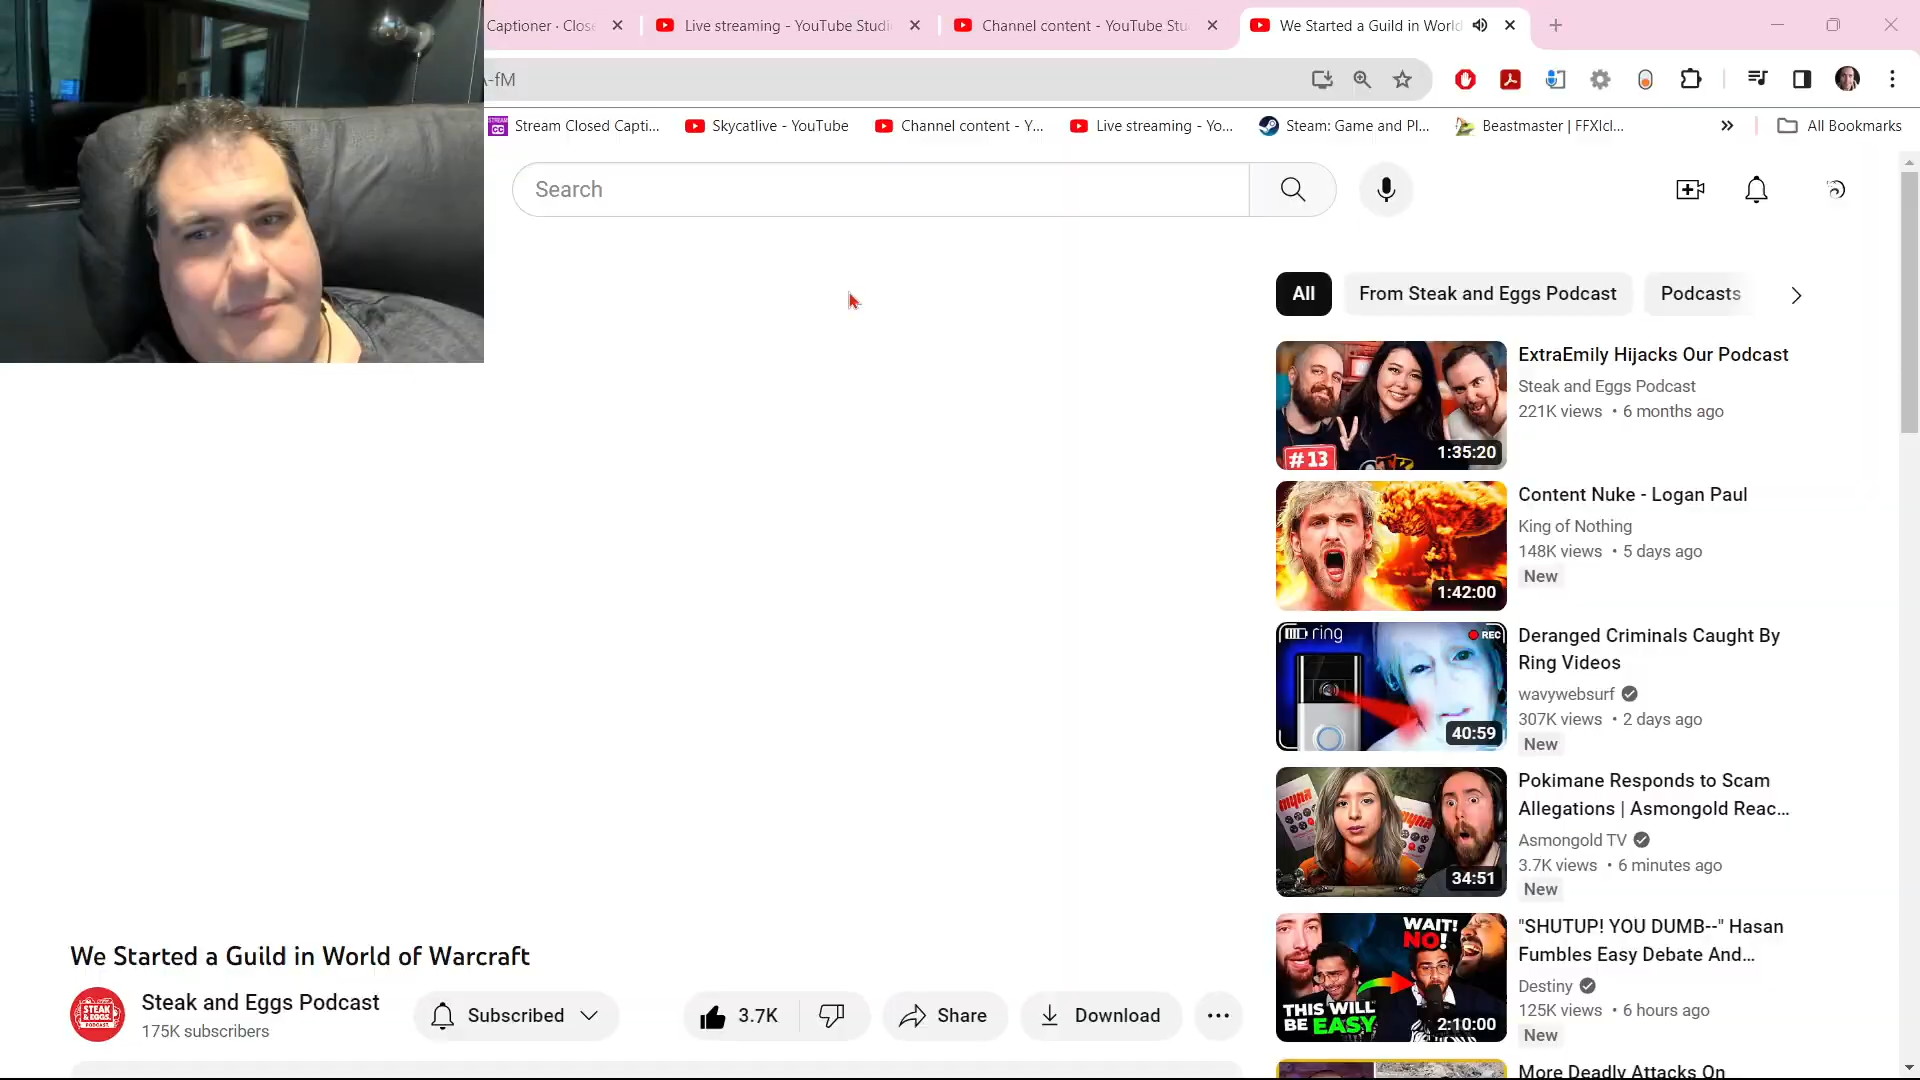 Captioner · Close
Live streaming - YouTube Studi
Channel content - YouTube Stu
We Started a Guild in World
-fM
Stream Closed Capti...
Skycatlive - YouTube
Channel content - Y...
Live streaming - Yo...
Steam: Game and Pl...
Beastmaster | FFXIcl...
All Bookmarks
Search
All
From Steak and Eggs Podcast
Podcasts
ExtraEmily Hijacks Our Podcast
Steak and Eggs Podcast
221K views • 6 months ago
#13
1:35:20
Content Nuke - Logan Paul
King of Nothing
148K views • 5 days ago
New
1:42:00
ring
REC
Deranged Criminals Caught By
Ring Videos
wavywebsurf
307K views • 2 days ago
New
40:59
Pokimane Responds to Scam
Allegations | Asmongold Reac...
Asmongold TV
3.7K views • 6 minutes ago
New
myna
34:51
"SHUTUP! YOU DUMB--" Hasan
Fumbles Easy Debate And...
Destiny
125K views • 6 hours ago
New
WAIT!
NO!
THIS WILL
BE EASY
2:10:00
More Deadly Attacks On
We Started a Guild in World of Warcraft
STEAK
& EGGS
PODCAST
Steak and Eggs Podcast
175K subscribers
Subscribed
3.7K
Share
Download